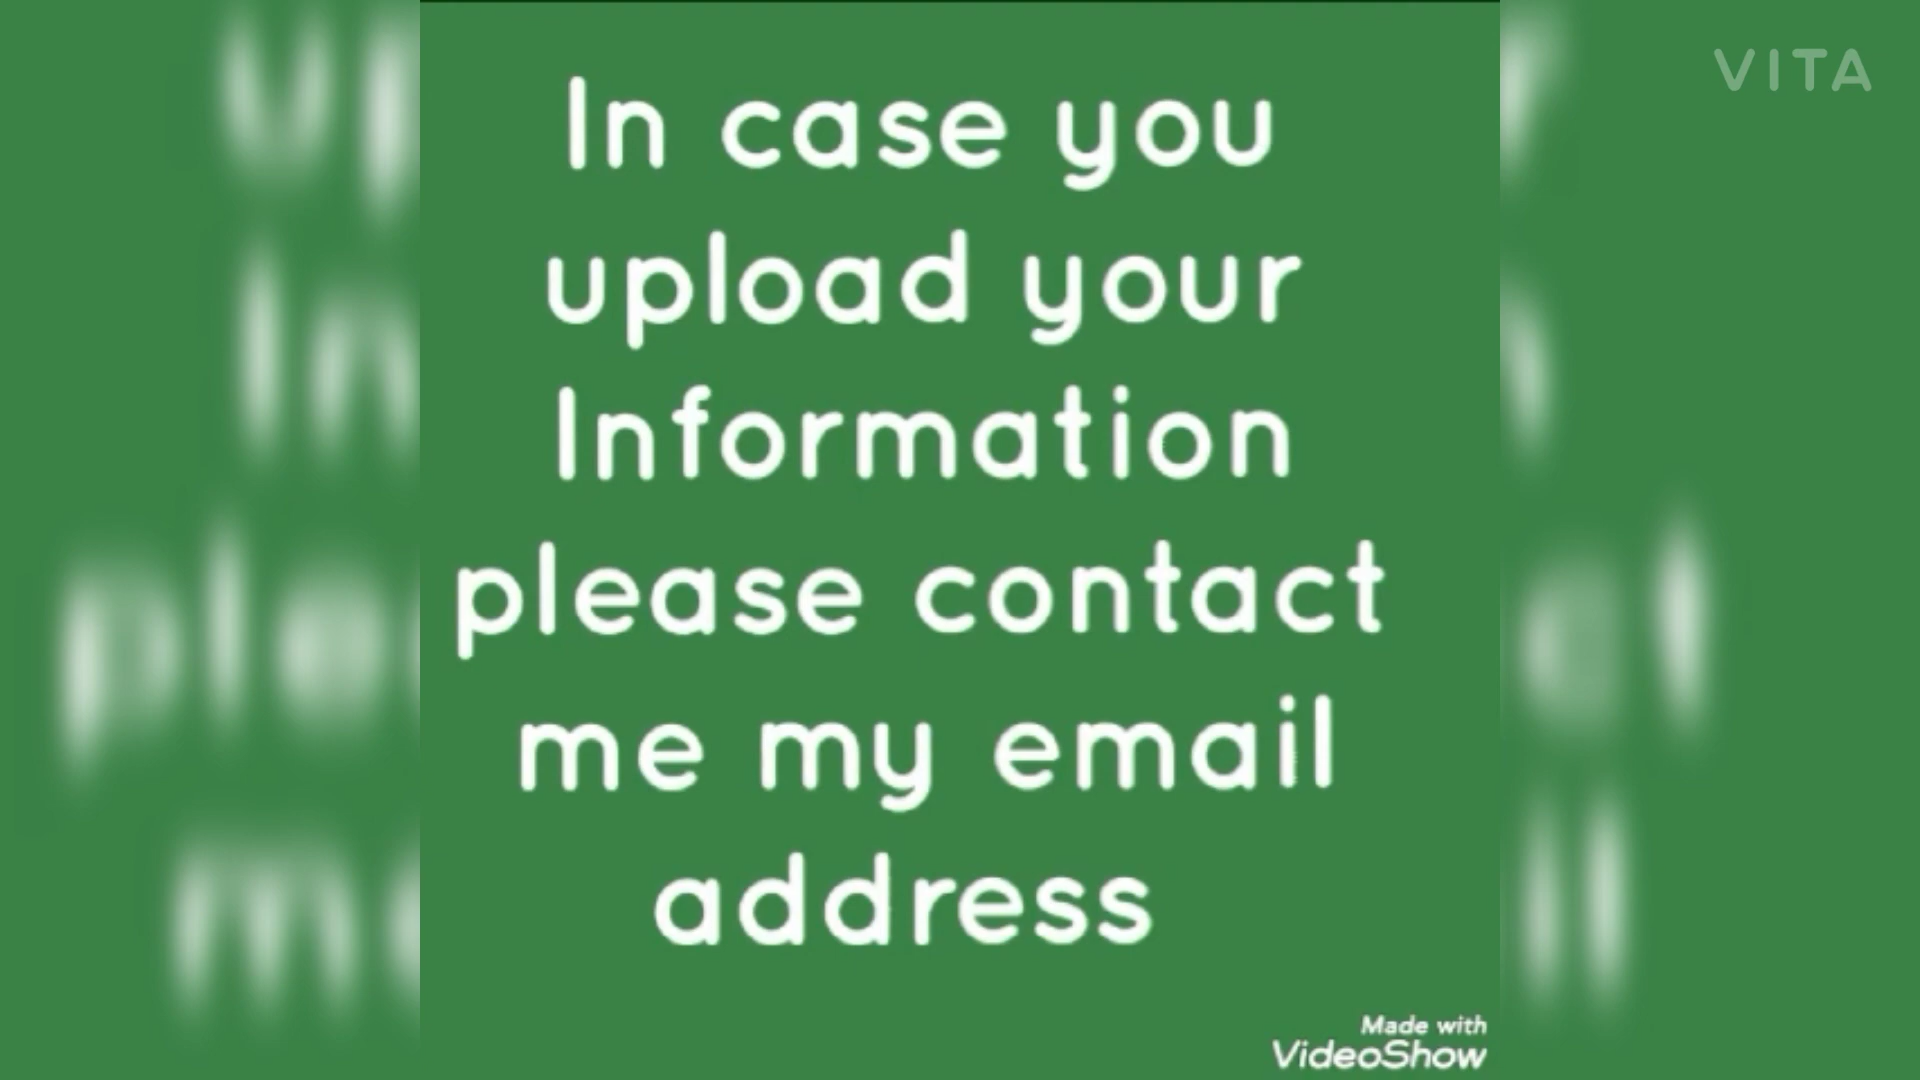 VITA
In case you
upload your
Information
please contact
me my email
address
Made with
VideoShow